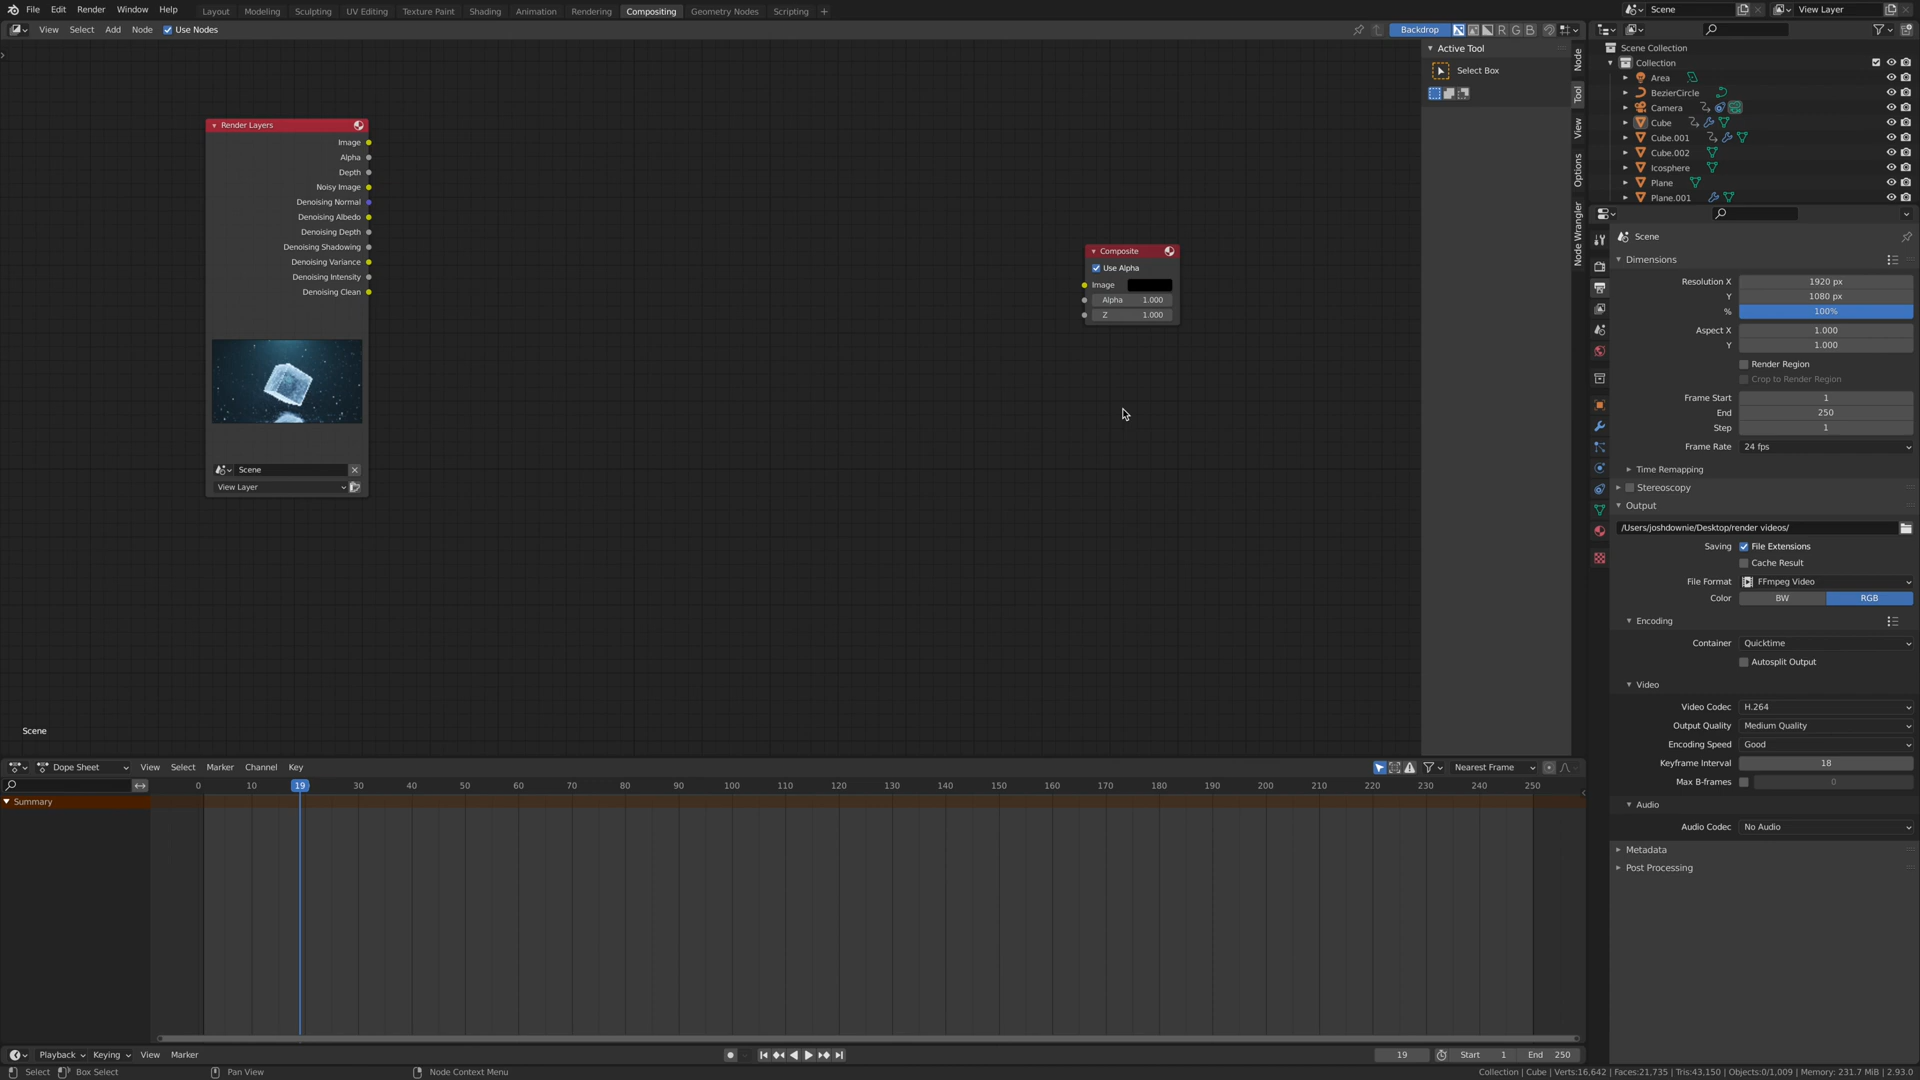 File Edit Render Window Help Layout Modeling Sculpting UV Editing Texture Paint Shading Animation Rendering Compositing Geometry Nodes Scripting + Scene View Layer
View Select Add Node Use Nodes Backdrop R G B
Active Tool
Select Box
Node
Tool
View
Options
Node Wrangler
Render Layers
Image
Alpha
Depth
Noisy Image
Denoising Normal
Denoising Albedo
Denoising Depth
Denoising Shadowing
Denoising Variance
Denoising Intensity
Denoising Clean
Scene
View Layer
Composite
Use Alpha
Image
Alpha 1.000
Z 1.000
Scene
Scene Collection
Collection
Area
BezierCircle
Camera
Cube
Cube.001
Cube.002
Icosphere
Plane
Plane.001
Scene
Dimensions
Resolution X 1920 px
Y 1080 px
% 100%
Aspect X 1.000
Y 1.000
Render Region
Crop to Render Region
Frame Start 1
End 250
Step 1
Frame Rate 24 fps
Time Remapping
Stereoscopy
Output
/Users/joshdownie/Desktop/render videos/
Saving File Extensions
Cache Result
File Format FFmpeg Video
Color BW RGB
Encoding
Container Quicktime
Autosplit Output
Video
Video Codec H.264
Output Quality Medium Quality
Encoding Speed Good
Keyframe Interval 18
Max B-frames 0
Audio
Audio Codec No Audio
Metadata
Post Processing
Dope Sheet View Select Marker Channel Key Nearest Frame
0 10 19 30 40 50 60 70 80 90 100 110 120 130 140 150 160 170 180 190 200 210 220 230 240 250
Summary
Playback Keying View Marker 19 Start 1 End 250
Select Box Select Pan View Node Context Menu Collection | Cube | Verts:16,642 | Faces:21,735 | Tris:43,150 | Objects:0/1,009 | Memory: 231.7 MiB | 2.93.0